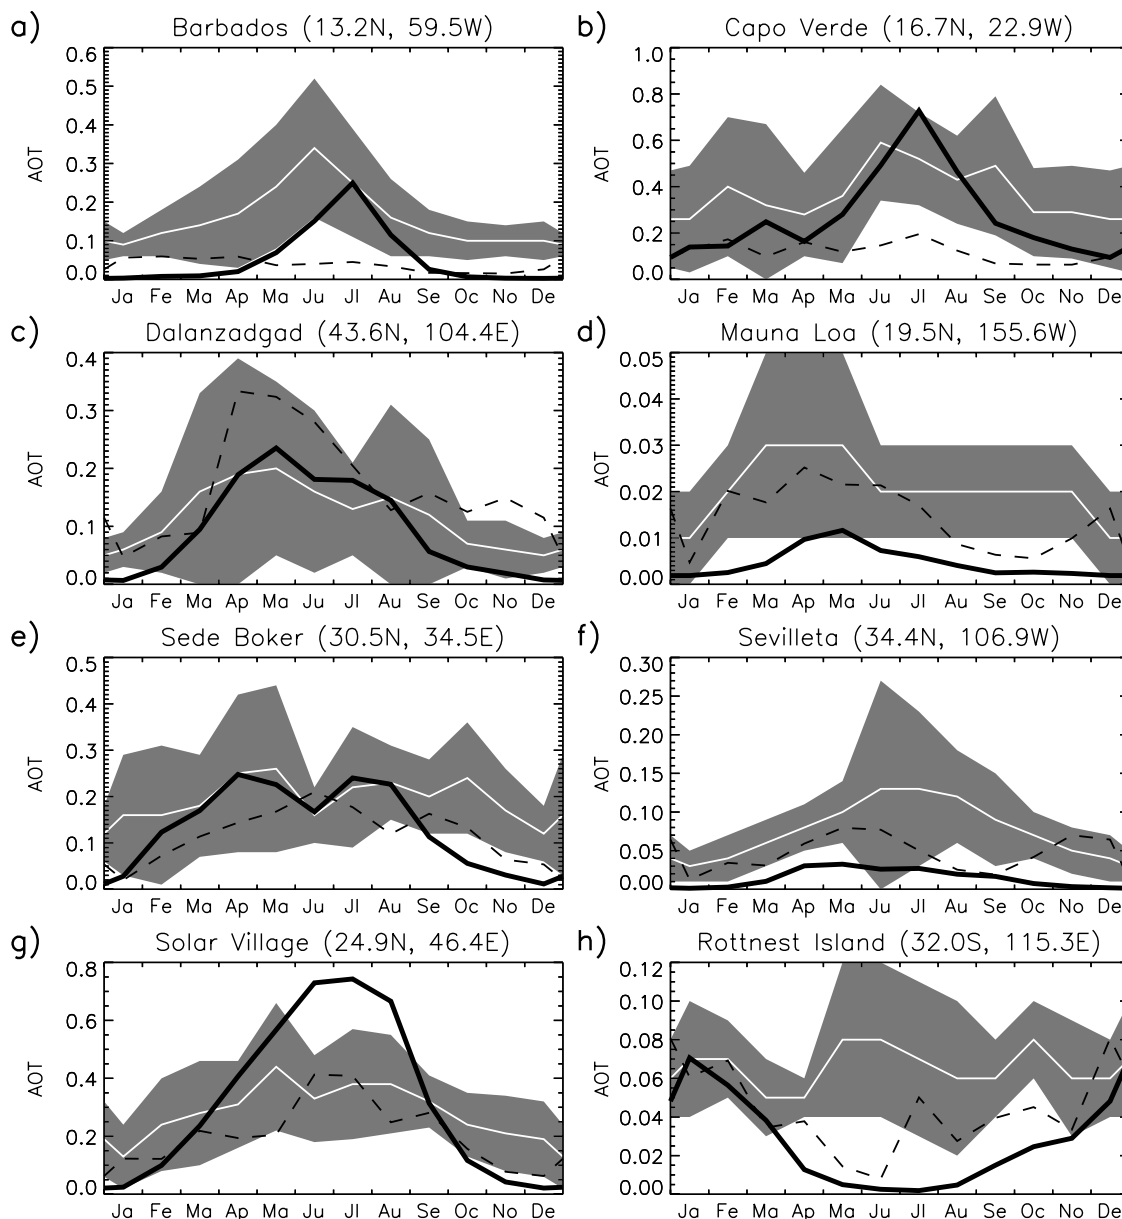 a) Barbados (13.2N, 59.5W)
AOT
0.6
0.5
0.4
0.3
0.2
0.1
0.0
Ja Fe Ma Ap Ma Ju Jl Au Se Oc No De
b) Capo Verde (16.7N, 22.9W)
AOT
1.0
0.8
0.6
0.4
0.2
0.0
Ja Fe Ma Ap Ma Ju Jl Au Se Oc No De
c) Dalanzadgad (43.6N, 104.4E)
AOT
0.4
0.3
0.2
0.1
0.0
Ja Fe Ma Ap Ma Ju Jl Au Se Oc No De
d) Mauna Loa (19.5N, 155.6W)
AOT
0.05
0.04
0.03
0.02
0.01
0.00
Ja Fe Ma Ap Ma Ju Jl Au Se Oc No De
e) Sede Boker (30.5N, 34.5E)
AOT
0.5
0.4
0.3
0.2
0.1
0.0
Ja Fe Ma Ap Ma Ju Jl Au Se Oc No De
f) Sevilleta (34.4N, 106.9W)
AOT
0.30
0.25
0.20
0.15
0.10
0.05
0.00
Ja Fe Ma Ap Ma Ju Jl Au Se Oc No De
g) Solar Village (24.9N, 46.4E)
AOT
0.8
0.6
0.4
0.2
0.0
Ja Fe Ma Ap Ma Ju Jl Au Se Oc No De
h) Rottnest Island (32.0S, 115.3E)
AOT
0.12
0.10
0.08
0.06
0.04
0.02
0.00
Ja Fe Ma Ap Ma Ju Jl Au Se Oc No De